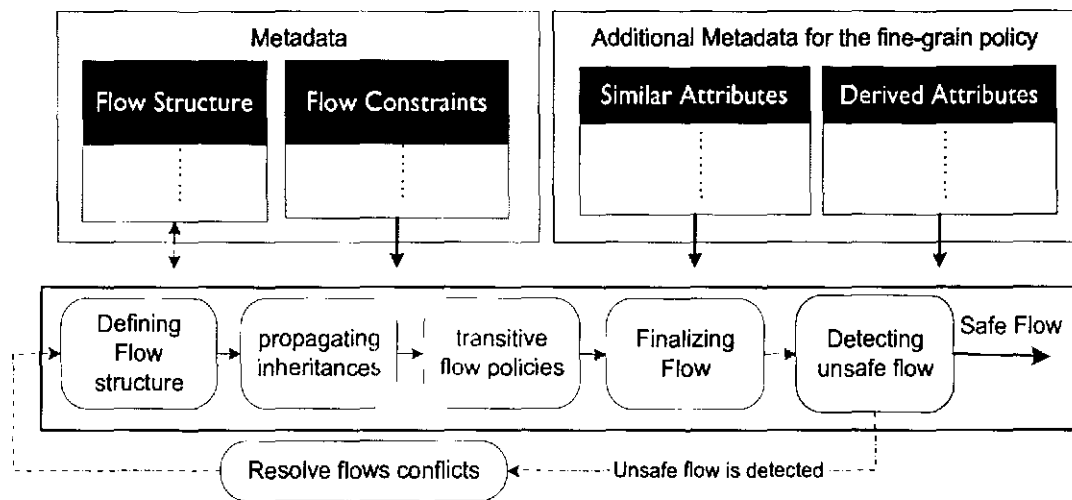 Metadata
Additional Metadata for the fine-grain policy
Flow Structure
Flow Constraints
Similar Attributes
Derived Attributes
Defining
Flow
structure
propagating
inheritances
transitive
flow policies
Finalizing
Flow
Detecting
unsafe flow
Safe Flow
Resolve flows conflicts
Unsafe flow is detected